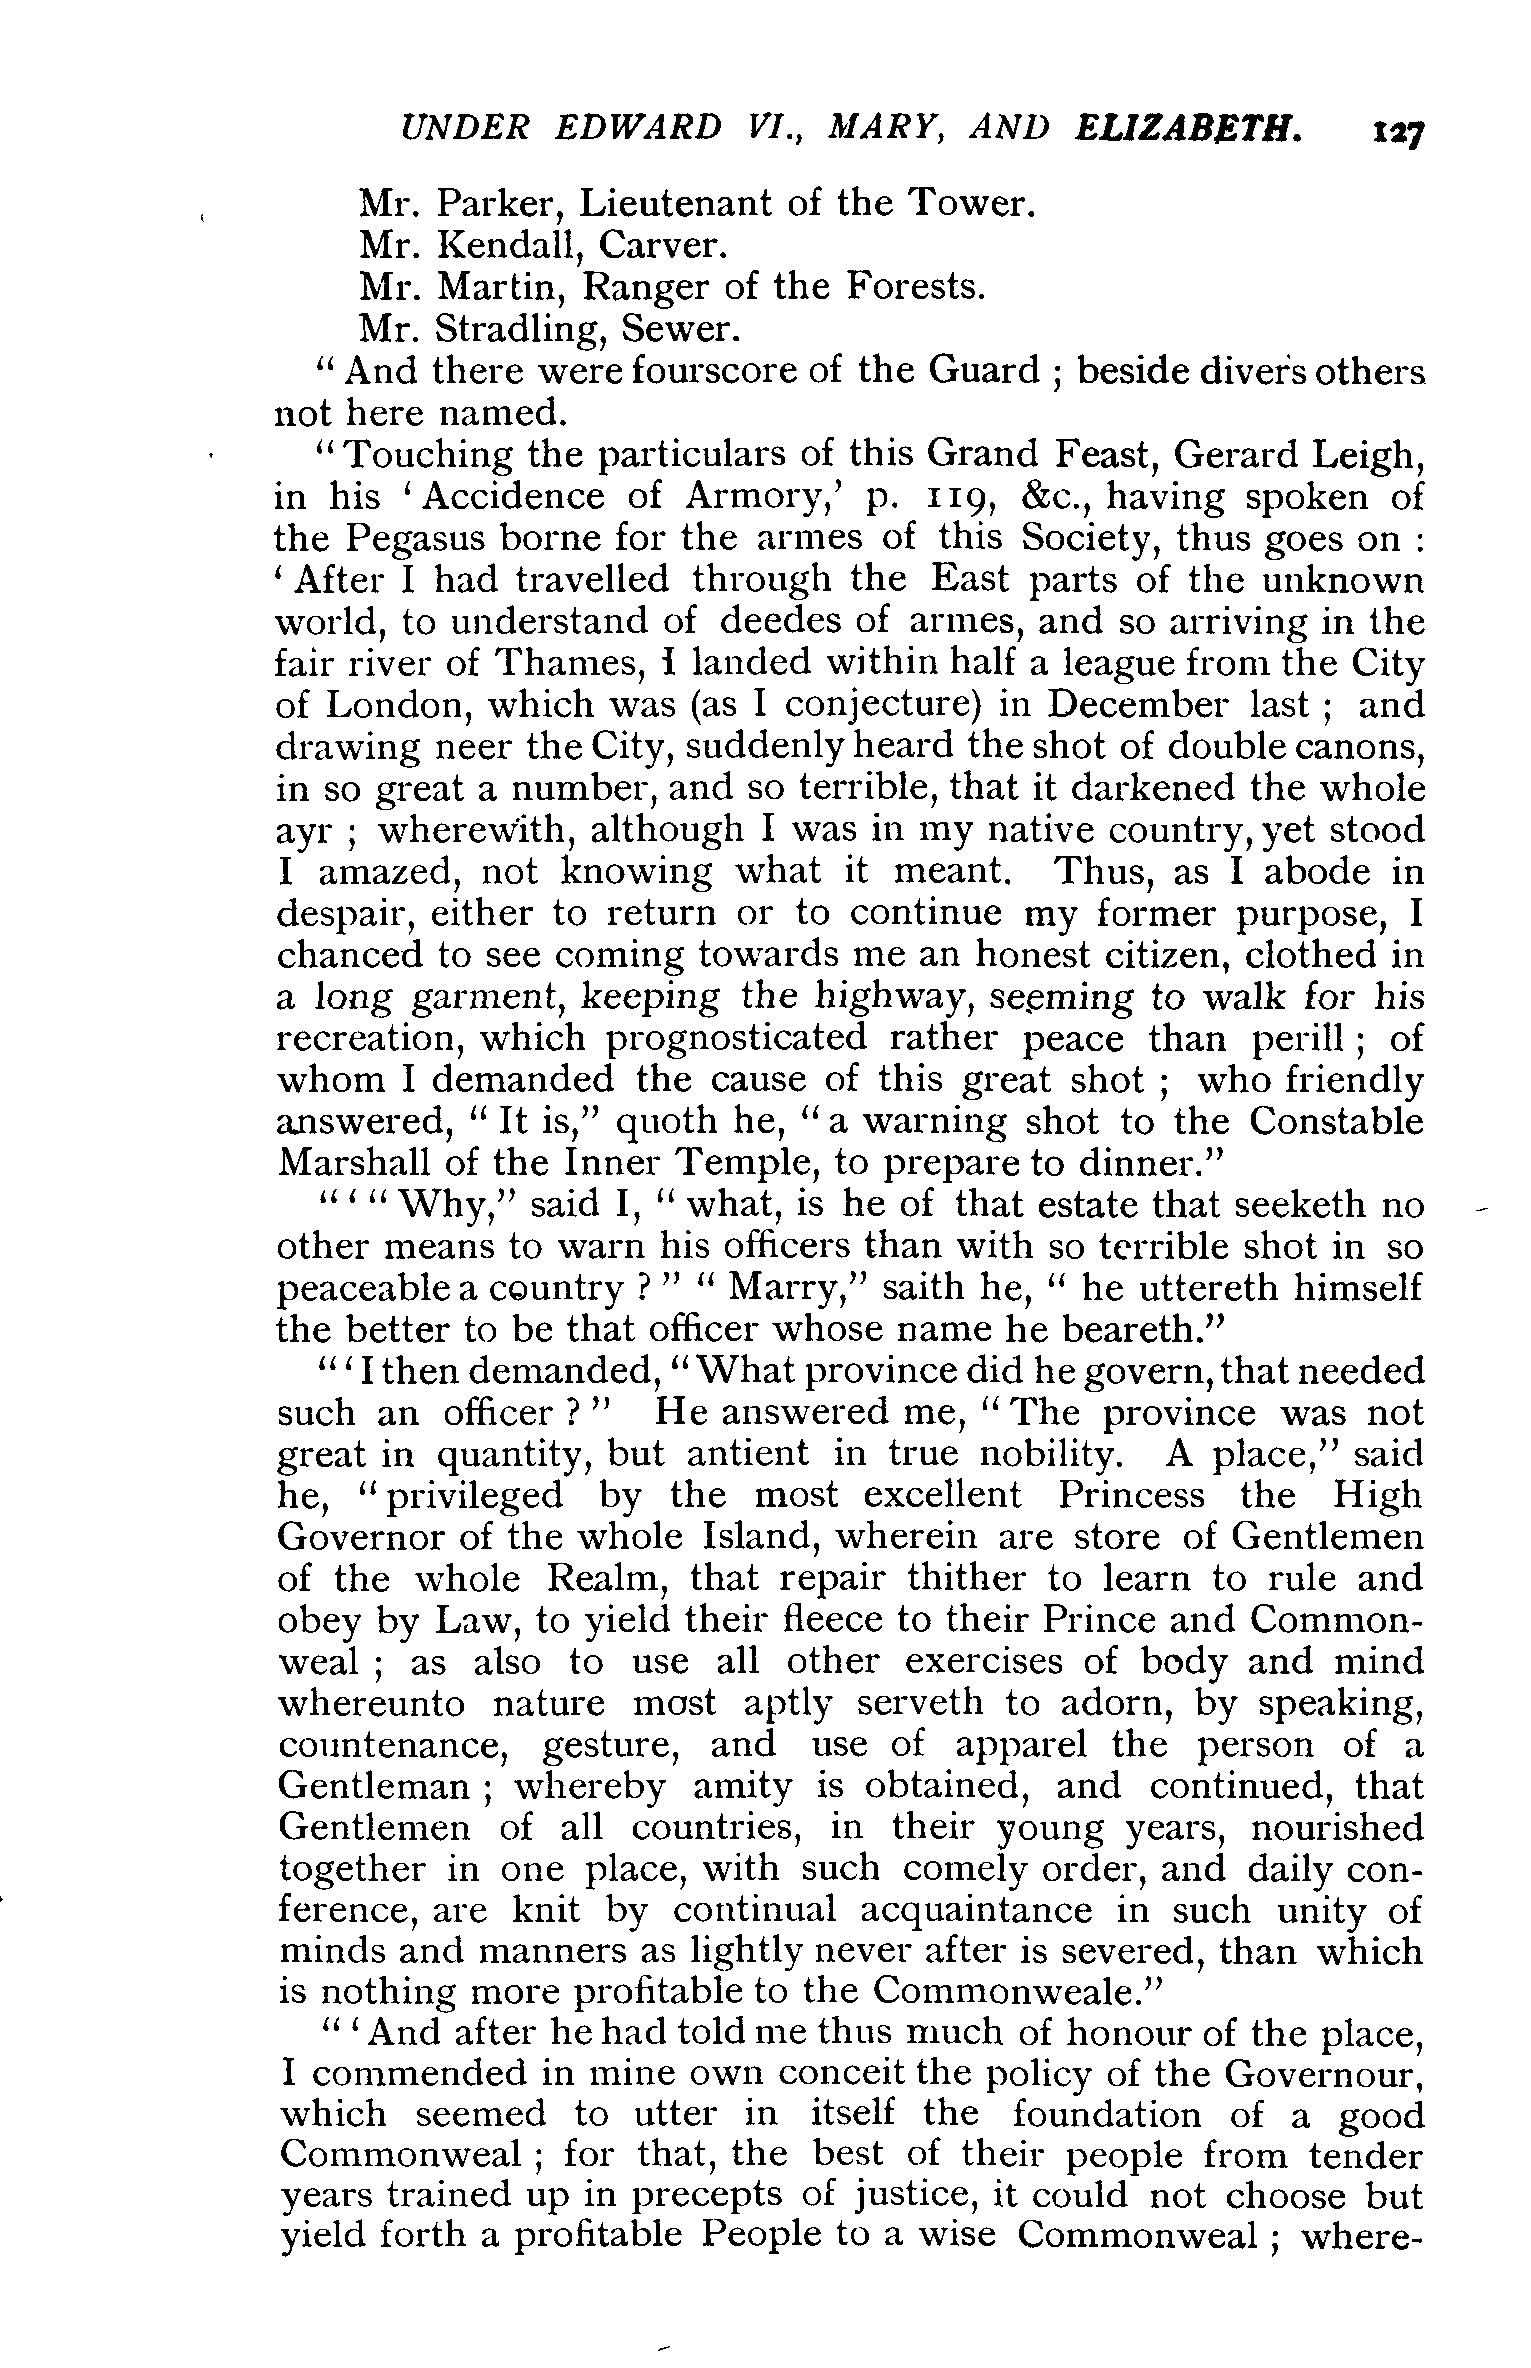 UNDER EDWARD VI., MARY, AND ELIZABETH. 127
Mr. Parker, Lieutenant of the Tower.
Mr. Kendall, Carver.
Mr. Martin, Ranger of the Forests.
Mr. Stradling, Sewer.
“And there were fourscore of the Guard ; beside divers others
not here named.
“Touching the particulars of this Grand Feast, Gerard Leigh,
in his ‘Accidence of Armory,’ p. 119, &c., having spoken of
the Pegasus borne for the armes of this Society, thus goes on :
‘After I had travelled through the East parts of the unknown
world, to understand of deedes of armes, and so arriving in the
fair river of Thames, I landed within half a league from the City
of London, which was (as I conjecture) in December last ; and
drawing neer the City, suddenly heard the shot of double canons,
in so great a number, and so terrible, that it darkened the whole
ayr ; wherewith, although I was in my native country, yet stood
I amazed, not knowing what it meant. Thus, as I abode in
despair, either to return or to continue my former purpose, I
chanced to see coming towards me an honest citizen, clothed in
a long garment, keeping the highway, seeming to walk for his
recreation, which prognosticated rather peace than perill ; of
whom I demanded the cause of this great shot ; who friendly
answered, “It is,” quoth he, “a warning shot to the Constable
Marshall of the Inner Temple, to prepare to dinner.”
“‘“Why,” said I, “what, is he of that estate that seeketh no
other means to warn his officers than with so terrible shot in so
peaceable a country ?” “Marry,” saith he, “he uttereth himself
the better to be that officer whose name he beareth.”
“‘I then demanded, “What province did he govern, that needed
such an officer ?” He answered me, “The province was not
great in quantity, but antient in true nobility. A place,” said
he, “privileged by the most excellent Princess the High
Governor of the whole Island, wherein are store of Gentlemen
of the whole Realm, that repair thither to learn to rule and
obey by Law, to yield their fleece to their Prince and Common-
weal ; as also to use all other exercises of body and mind
whereunto nature most aptly serveth to adorn, by speaking,
countenance, gesture, and use of apparel the person of a
Gentleman ; whereby amity is obtained, and continued, that
Gentlemen of all countries, in their young years, nourished
together in one place, with such comely order, and daily con-
ference, are knit by continual acquaintance in such unity of
minds and manners as lightly never after is severed, than which
is nothing more profitable to the Commonweale.”
“‘And after he had told me thus much of honour of the place,
I commended in mine own conceit the policy of the Governour,
which seemed to utter in itself the foundation of a good
Commonweal ; for that, the best of their people from tender
years trained up in precepts of justice, it could not choose but
yield forth a profitable People to a wise Commonweal ; where-